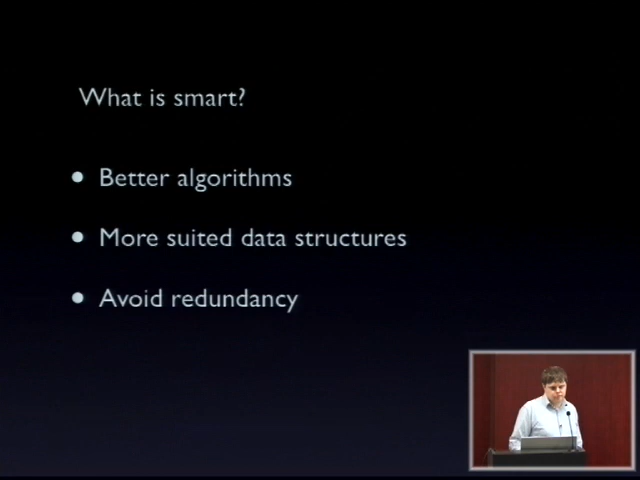 What is smart?
• Better algorithms
• More suited data structures
• Avoid redundancy